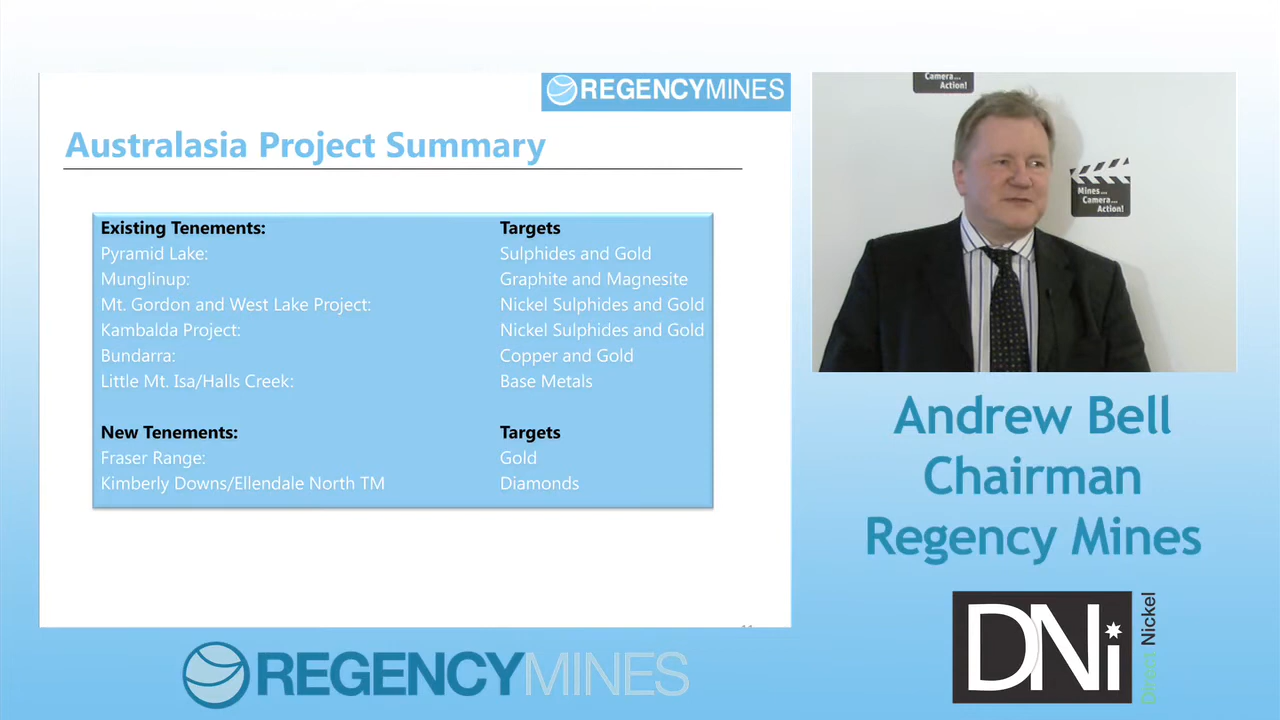 REGENCYMINES
Australasia Project Summary
Existing Tenements: Targets
Pyramid Lake: Sulphides and Gold
Munglinup: Graphite and Magnesite
Mt. Gordon and West Lake Project: Nickel Sulphides and Gold
Kambalda Project: Nickel Sulphides and Gold
Bundarra: Copper and Gold
Little Mt. Isa/Halls Creek: Base Metals
New Tenements: Targets
Fraser Range: Gold
Kimberly Downs/Ellendale North TM Diamonds
Camera...
Action!
Mines...
Camera...
Action!
Andrew Bell
Chairman
Regency Mines
REGENCYMINES
DNi
Direct Nickel